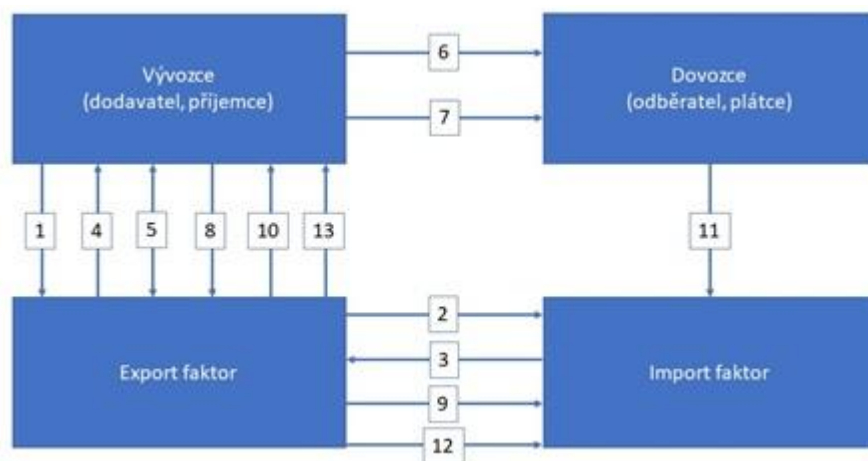 Vývozce
(dodavatel, příjemce)
6
7
Dovozce
(odběratel, plátce)
1
4
5
8
10
13
11
Export faktor
2
3
9
12
Import faktor